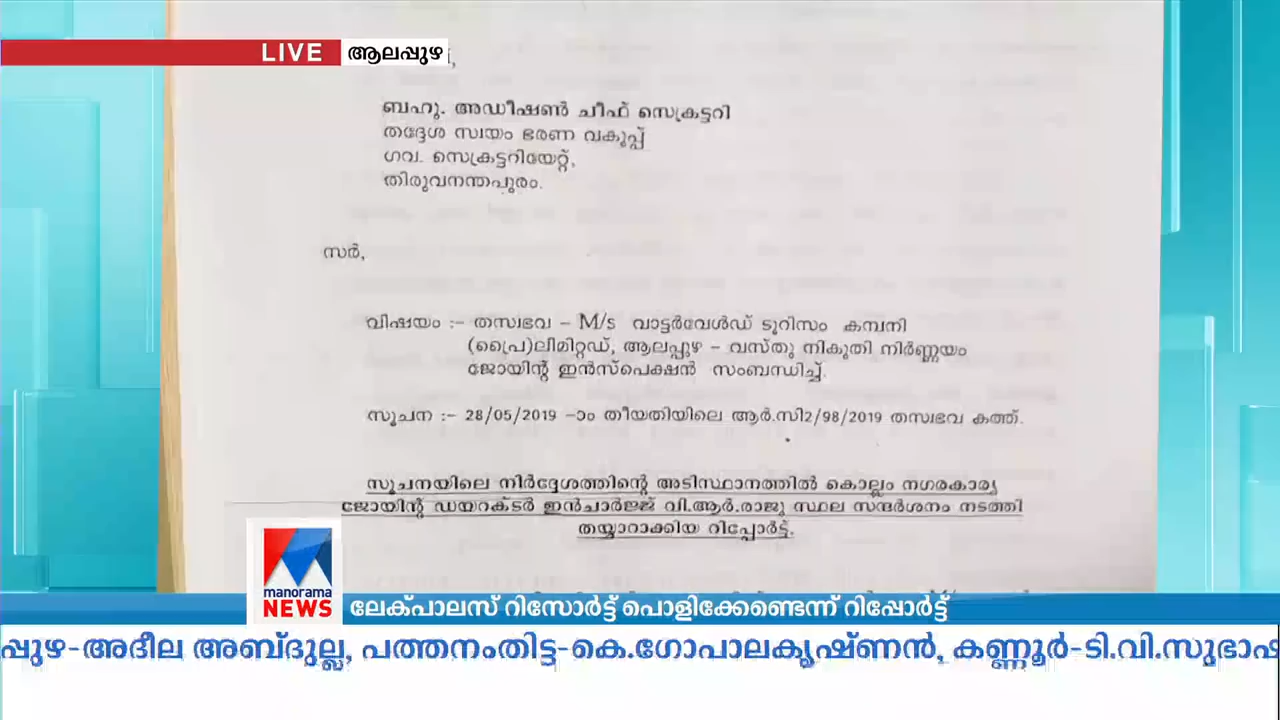 LIVE
ആലപ്പുഴ
ബഹു. അഡീഷൺ ചീഫ് സെക്രട്ടറി
തദ്ദേശ സ്വയം ഭരണ വകുപ്പ്
ഗവ. സെക്രട്ടറിയേറ്റ്,
തിരുവനന്തപുരം.
സർ,
വിഷയം :– തസ്വഭവ – M/s വാട്ടർവേൾഡ് ടൂറിസം കമ്പനി
(പ്രൈ)ലിമിറ്റഡ്, ആലപ്പുഴ – വസ്തു നികുതി നിർണ്ണയം
ജോയിന്റ് ഇൻസ്പെക്ഷൻ സംബന്ധിച്ച്.
സൂചന :– 28/05/2019 –ാം തീയതിയിലെ ആർ.സി2/98/2019 തസ്വഭവ കത്ത്.
സൂചനയിലെ നിർദ്ദേശത്തിന്റെ അടിസ്ഥാനത്തിൽ കൊല്ലം നഗരകാര്യ
ജോയിന്റ് ഡയറക്ടർ ഇൻചാർജ്ജ് വി.ആർ.രാജു സ്ഥല സന്ദർശനം നടത്തി
തയ്യാറാക്കിയ റിപ്പോർട്ട്.
manorama
NEWS
ലേക്‌പാലസ് റിസോർട്ട് പൊളിക്കേണ്ടെന്ന് റിപ്പോർട്ട്
പ്പുഴ-അദീല അബ്ദുല്ല, പത്തനംതിട്ട-കെ.ഗോപാലകൃഷ്ണൻ, കണ്ണൂർ-ടി.വി.സുഭാഷ